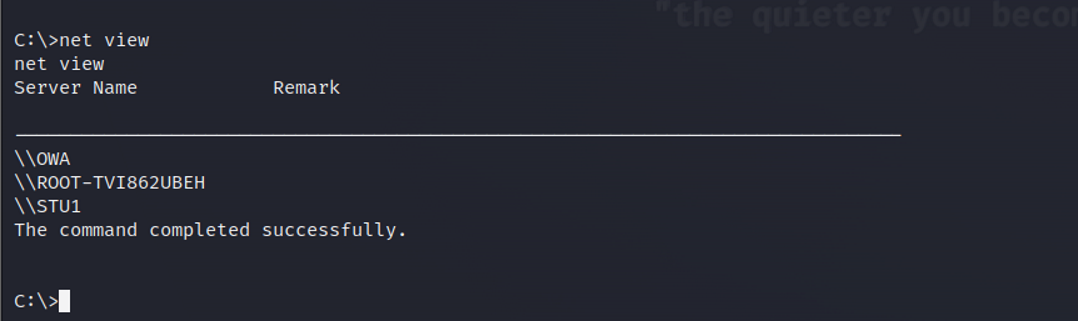 "the quieter you becom
C:\>net view
net view
Server Name            Remark
\\OWA
\\ROOT-TVI862UBEH
\\STU1
The command completed successfully.
C:\>